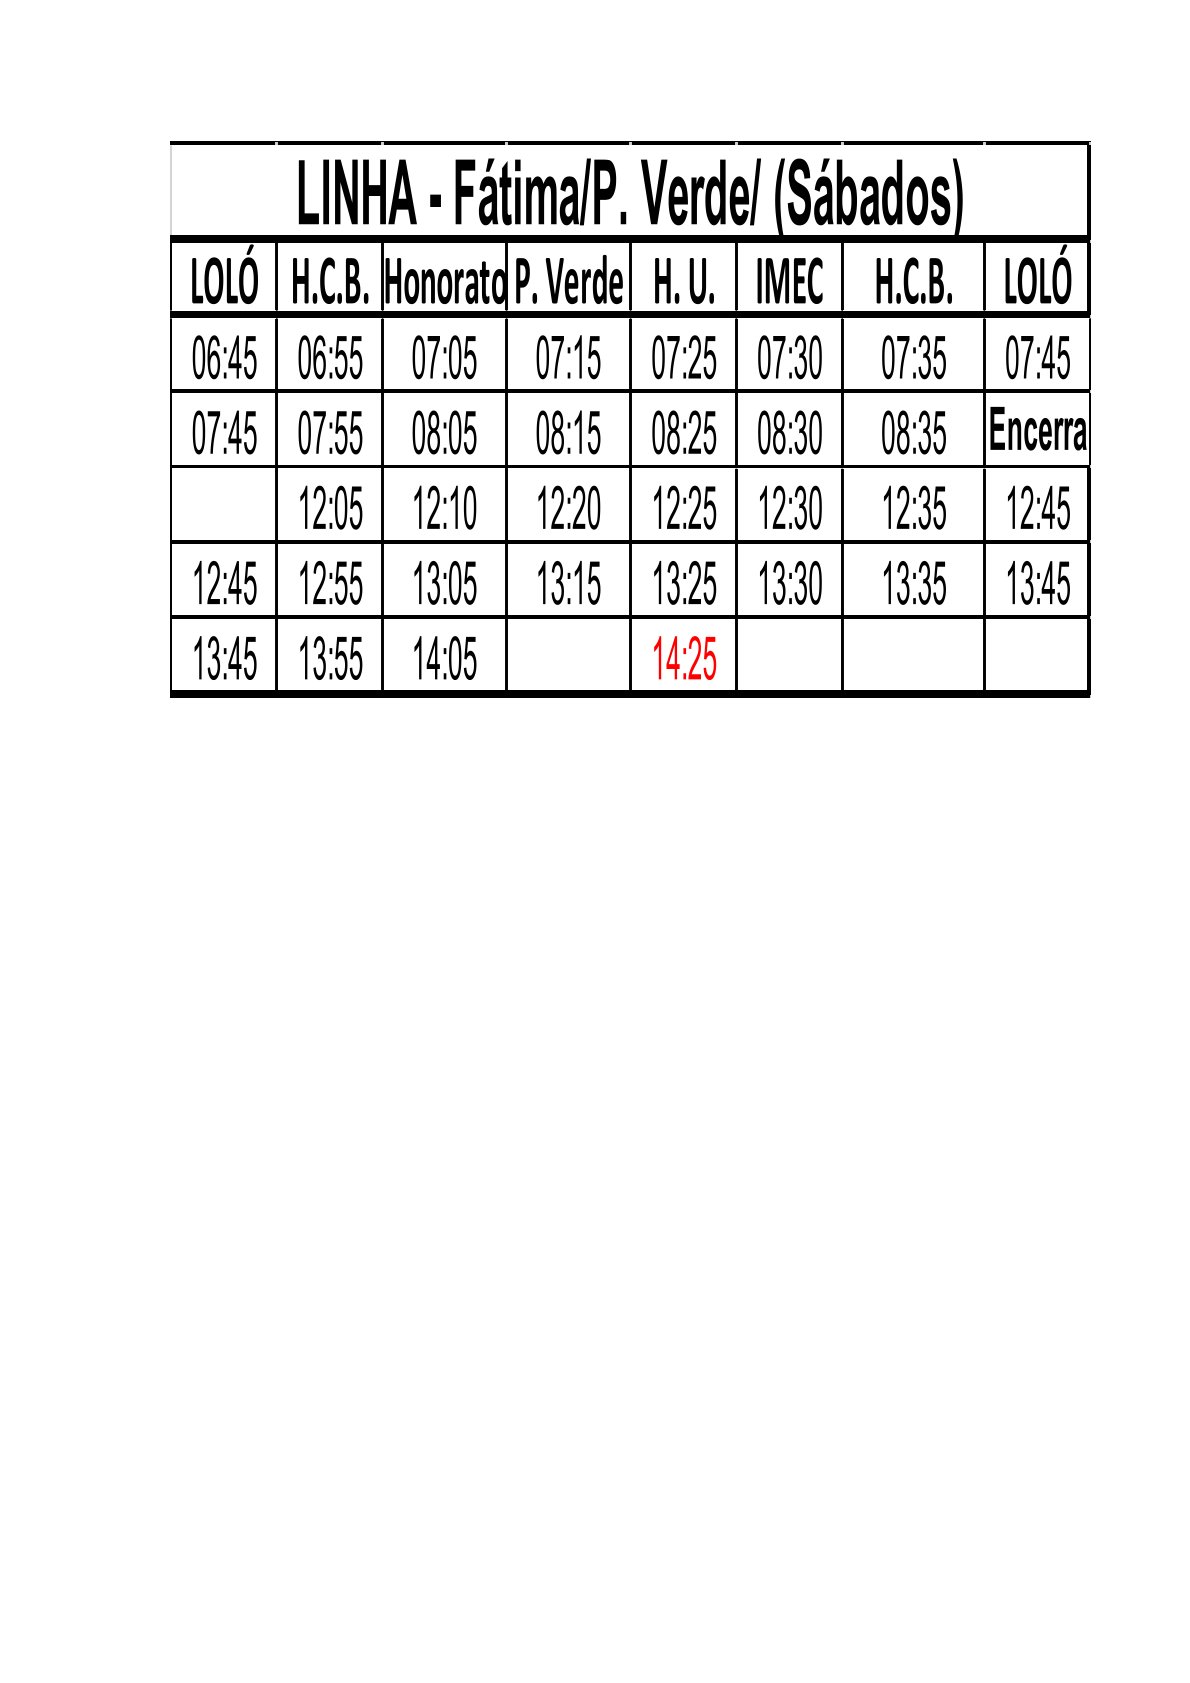 LINHA - Fátima/P. Verde/ (Sábados)
LOLÓ H.C.B. Honorato P. Verde H. U. IMEC H.C.B. LOLÓ
06:45 06:55 07:05 07:15 07:25 07:30 07:35 07:45
07:45 07:55 08:05 08:15 08:25 08:30 08:35 Encerra
12:05 12:10 12:20 12:25 12:30 12:35 12:45
12:45 12:55 13:05 13:15 13:25 13:30 13:35 13:45
13:45 13:55 14:05 14:25